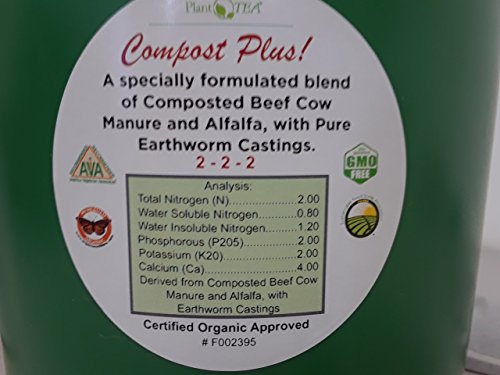 Plant TEA
Compost Plus!
A specially formulated blend
of Composted Beef Cow
Manure and Alfalfa, with Pure
Earthworm Castings.
2 - 2 - 2
AVA
GMO
FREE
Analysis:
Total Nitrogen (N)..................2.00
Water Soluble Nitrogen.........0.80
Water Insoluble Nitrogen......1.20
Phosphorous (P205).............2.00
Potassium (K20)...................2.00
Calcium (Ca)........................4.00
Derived from Composted Beef Cow
Manure and Alfalfa, with
Earthworm Castings
Certified Organic Approved
# F002395